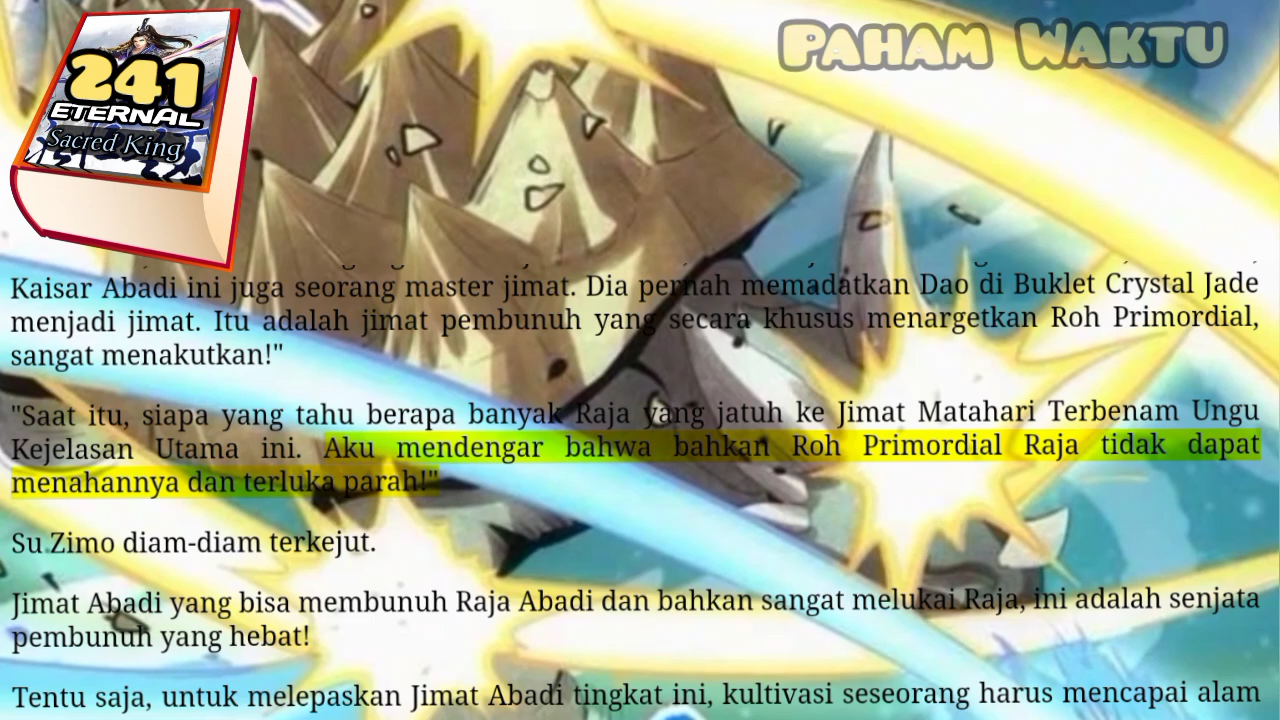 241
ETERNAL
Sacred King
PAHAM WAKTU
Kaisar Abadi ini juga seorang master jimat. Dia pernah memadatkan Dao di Buklet Crystal Jade
menjadi jimat. Itu adalah jimat pembunuh yang secara khusus menargetkan Roh Primordial,
sangat menakutkan!"
"Saat itu, siapa yang tahu berapa banyak Raja yang jatuh ke Jimat Matahari Terbenam Ungu
Kejelasan Utama ini. Aku mendengar bahwa bahkan Roh Primordial Raja tidak dapat
menahannya dan terluka parah!"
Su Zimo diam-diam terkejut.
Jimat Abadi yang bisa membunuh Raja Abadi dan bahkan sangat melukai Raja, ini adalah senjata
pembunuh yang hebat!
Tentu saja, untuk melepaskan Jimat Abadi tingkat ini, kultivasi seseorang harus mencapai alam